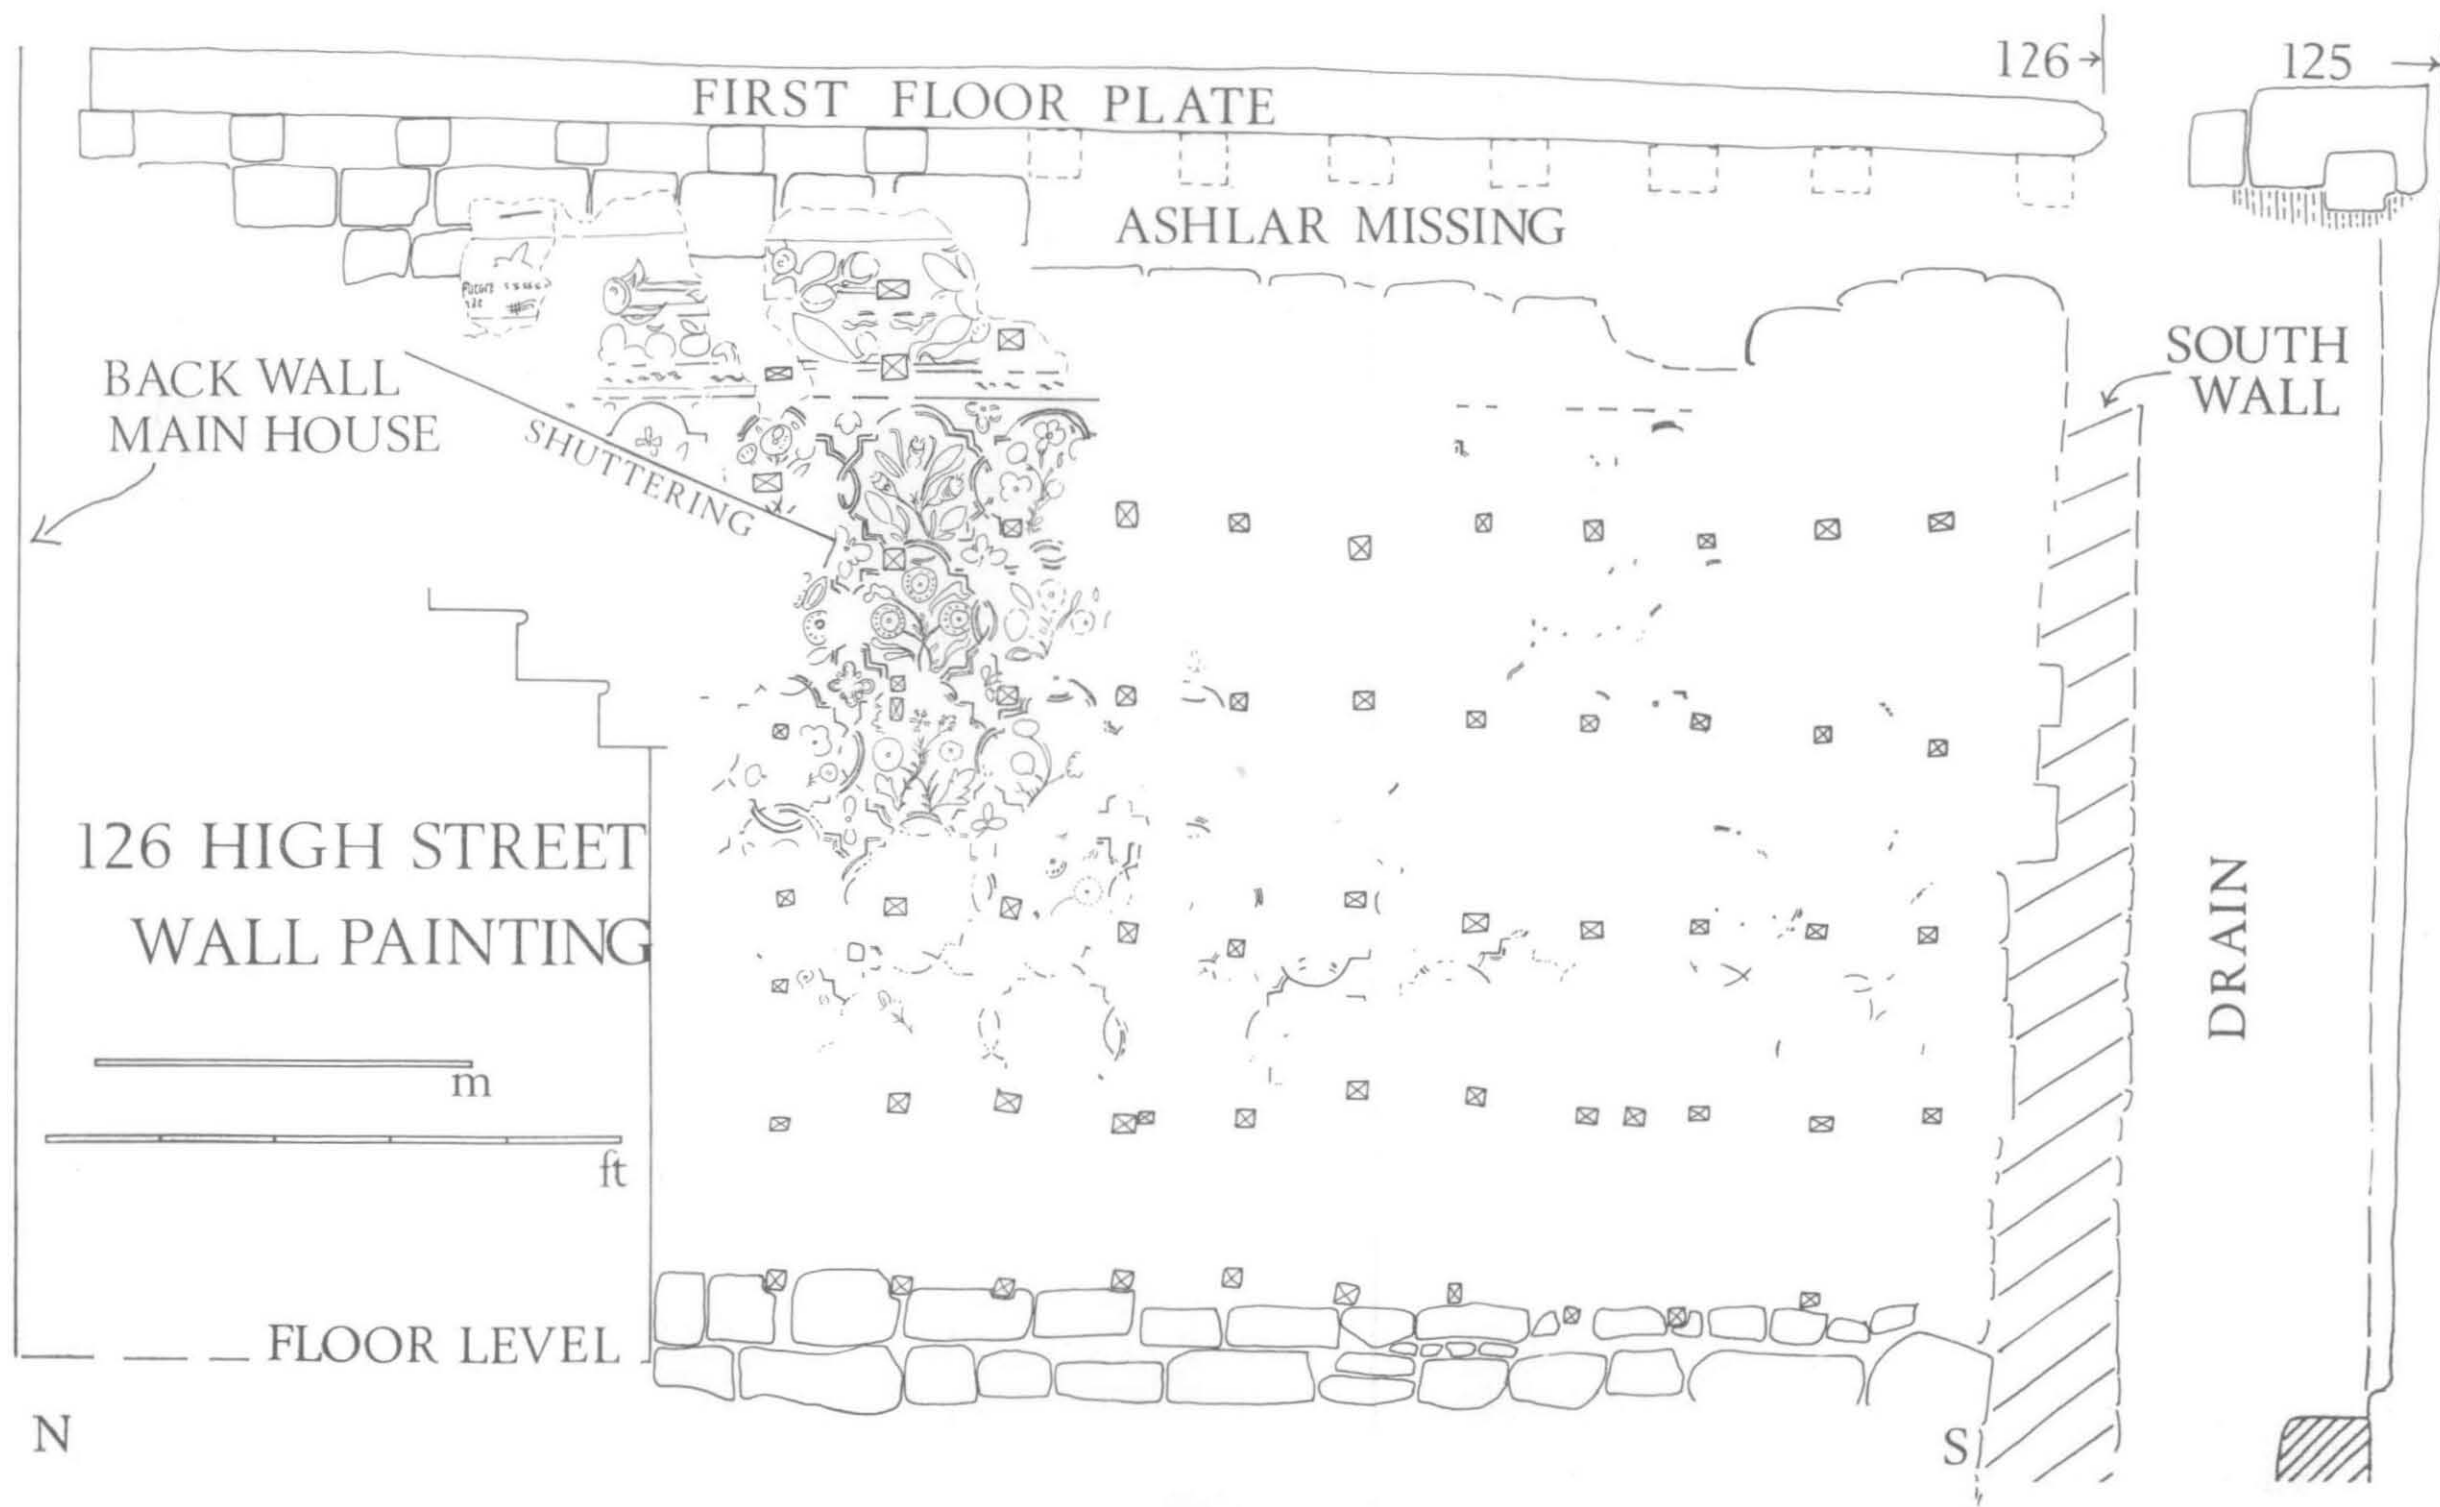 126→
125 →
FIRST FLOOR PLATE
ASHLAR MISSING
BACK WALL
MAIN HOUSE
SHUTTERING
SOUTH
WALL
126 HIGH STREET
WALL PAINTING
m
ft
DRAIN
FLOOR LEVEL
N
S